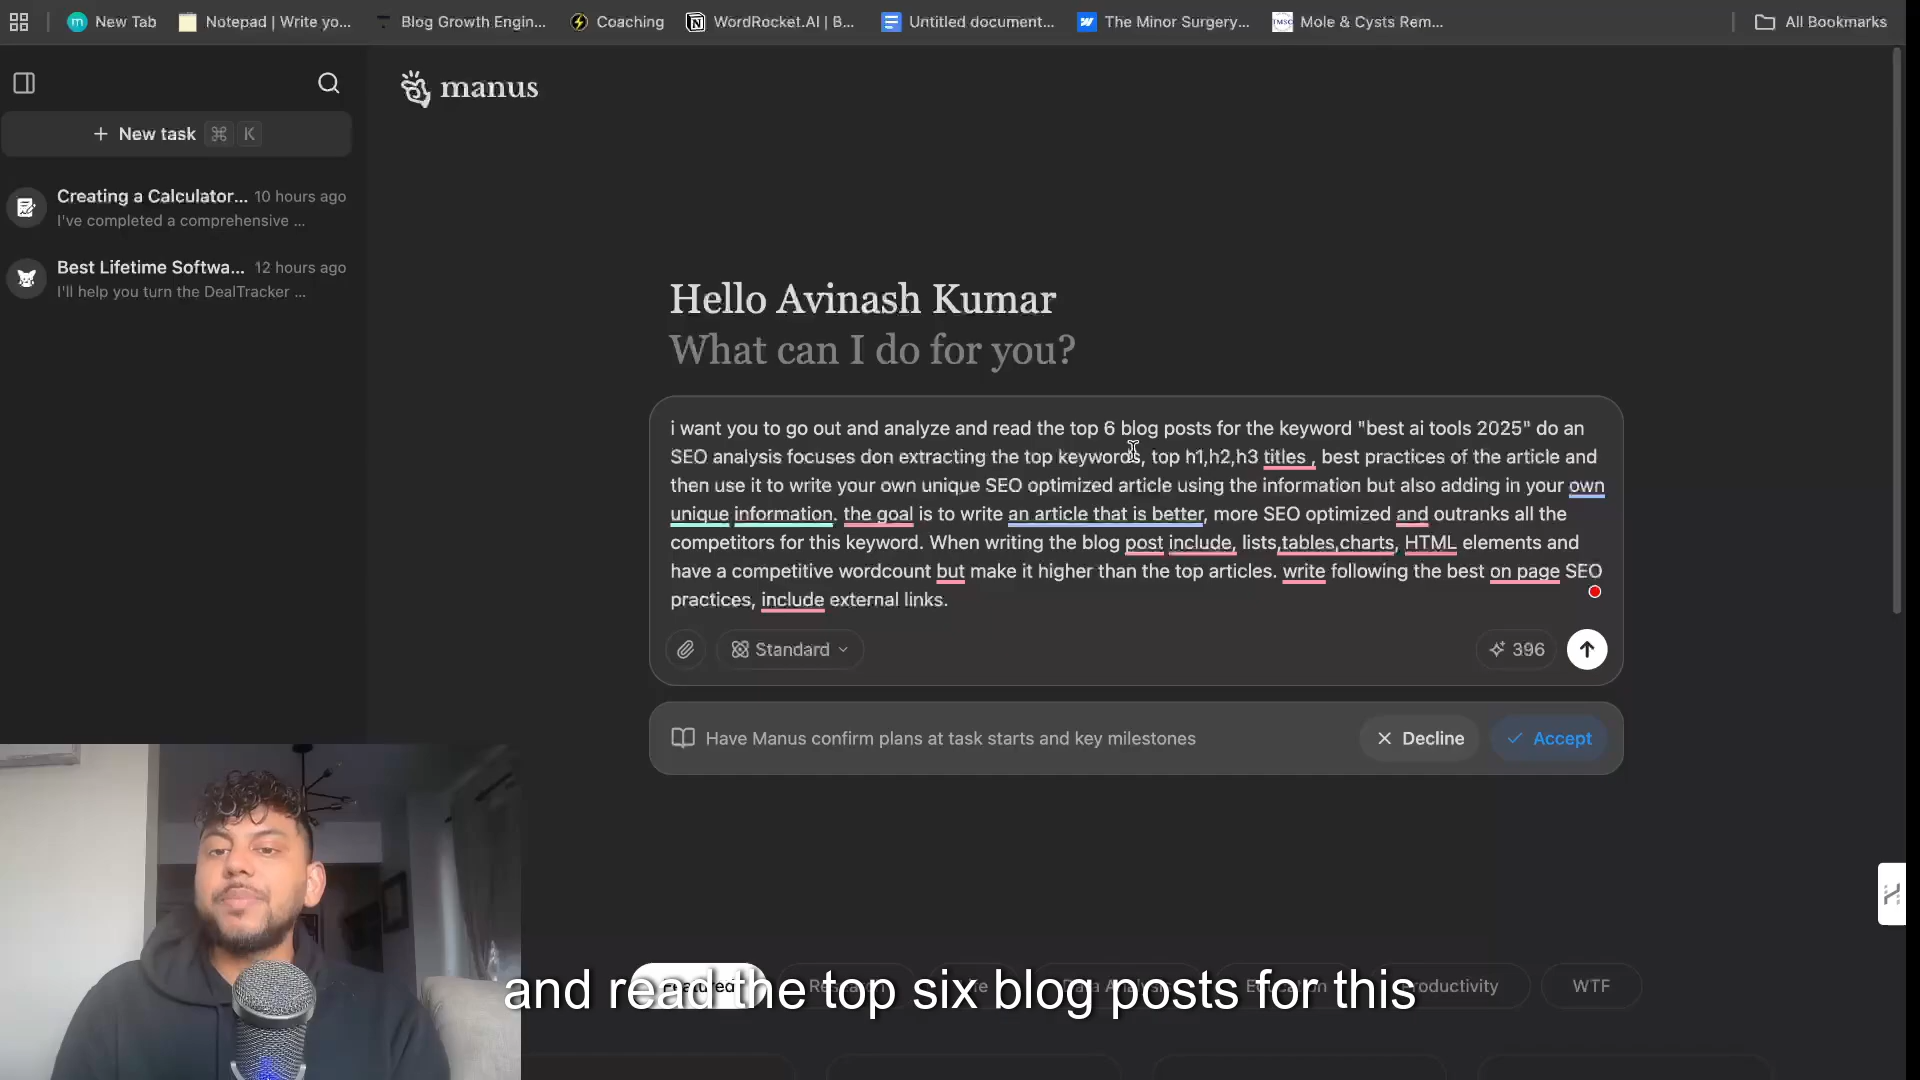 New Tab
Notepad | Write yo...
Blog Growth Engin...
Coaching
WordRocket.AI | B...
Untitled document...
The Minor Surgery...
Mole & Cysts Rem...
All Bookmarks
manus
+ New task ⌘ K
Creating a Calculator... 10 hours ago
I've completed a comprehensive ...
Best Lifetime Softwa... 12 hours ago
I'll help you turn the DealTracker ...
Hello Avinash Kumar
What can I do for you?
i want you to go out and analyze and read the top 6 blog posts for the keyword "best ai tools 2025" do an
SEO analysis focuses don extracting the top keywords, top h1,h2,h3 titles , best practices of the article and
then use it to write your own unique SEO optimized article using the information but also adding in your own
unique information. the goal is to write an article that is better, more SEO optimized and outranks all the
competitors for this keyword. When writing the blog post include, lists,tables,charts, HTML elements and
have a competitive wordcount but make it higher than the top articles. write following the best on page SEO
practices, include external links.
Standard
396
Have Manus confirm plans at task starts and key milestones
Decline
Accept
and read the top six blog posts for this
Featured
Productivity
WTF